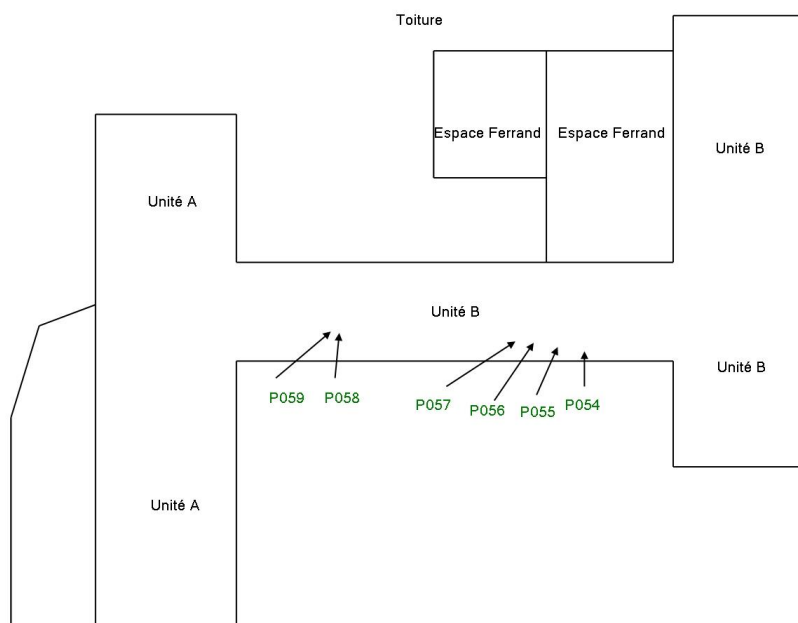 Toiture
Espace Ferrand
Espace Ferrand
Unité B
Unité A
Unité B
Unité B
P059
P058
P057
P056
P055
P054
Unité A